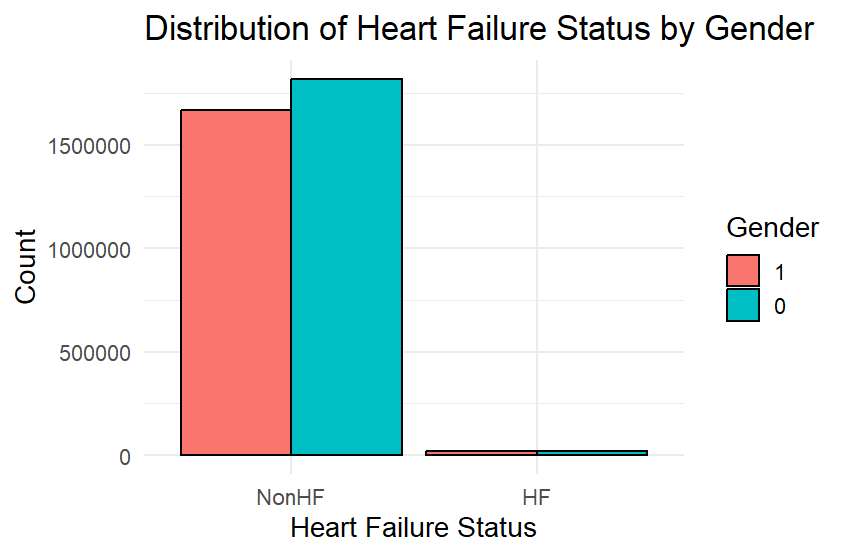 Distribution of Heart Failure Status by Gender
Count
1500000
1000000
500000
0
NonHF
HF
Heart Failure Status
Gender
1
0